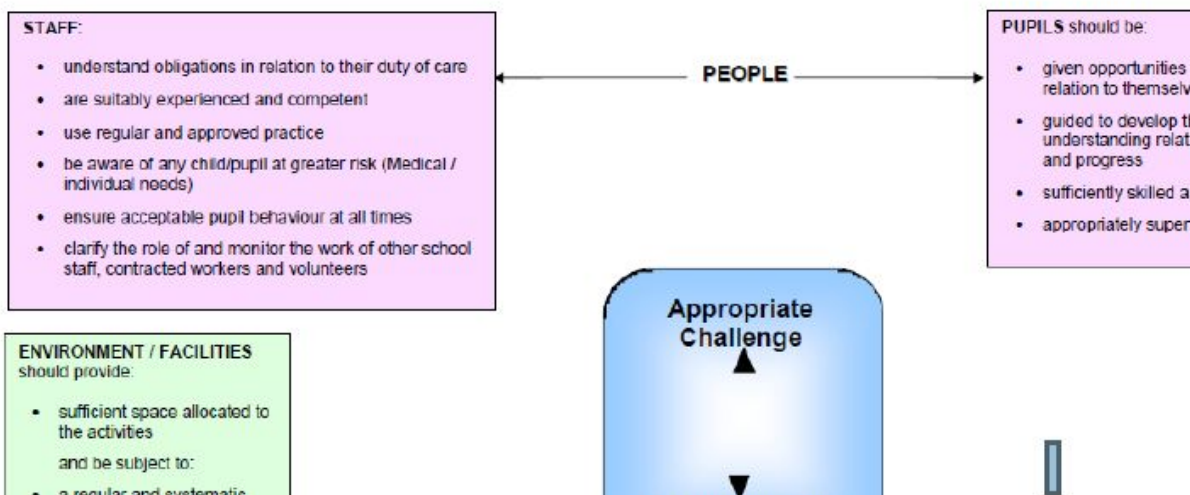 STAFF:
• understand obligations in relation to their duty of care
• are suitably experienced and competent
• use regular and approved practice
• be aware of any child/pupil at greater risk (Medical /
individual needs)
• ensure acceptable pupil behaviour at all times
• clarify the role of and monitor the work of other school
staff, contracted workers and volunteers
PEOPLE
PUPILS should be:
• given opportunities
relation to
• guided to develop
understanding
and progress
• sufficiently skilled
• appropriately
Appropriate
Challenge
ENVIRONMENT / FACILITIES
should provide:
• sufficient space allocated to
the activities
and be subject to:
• a regular and systematic